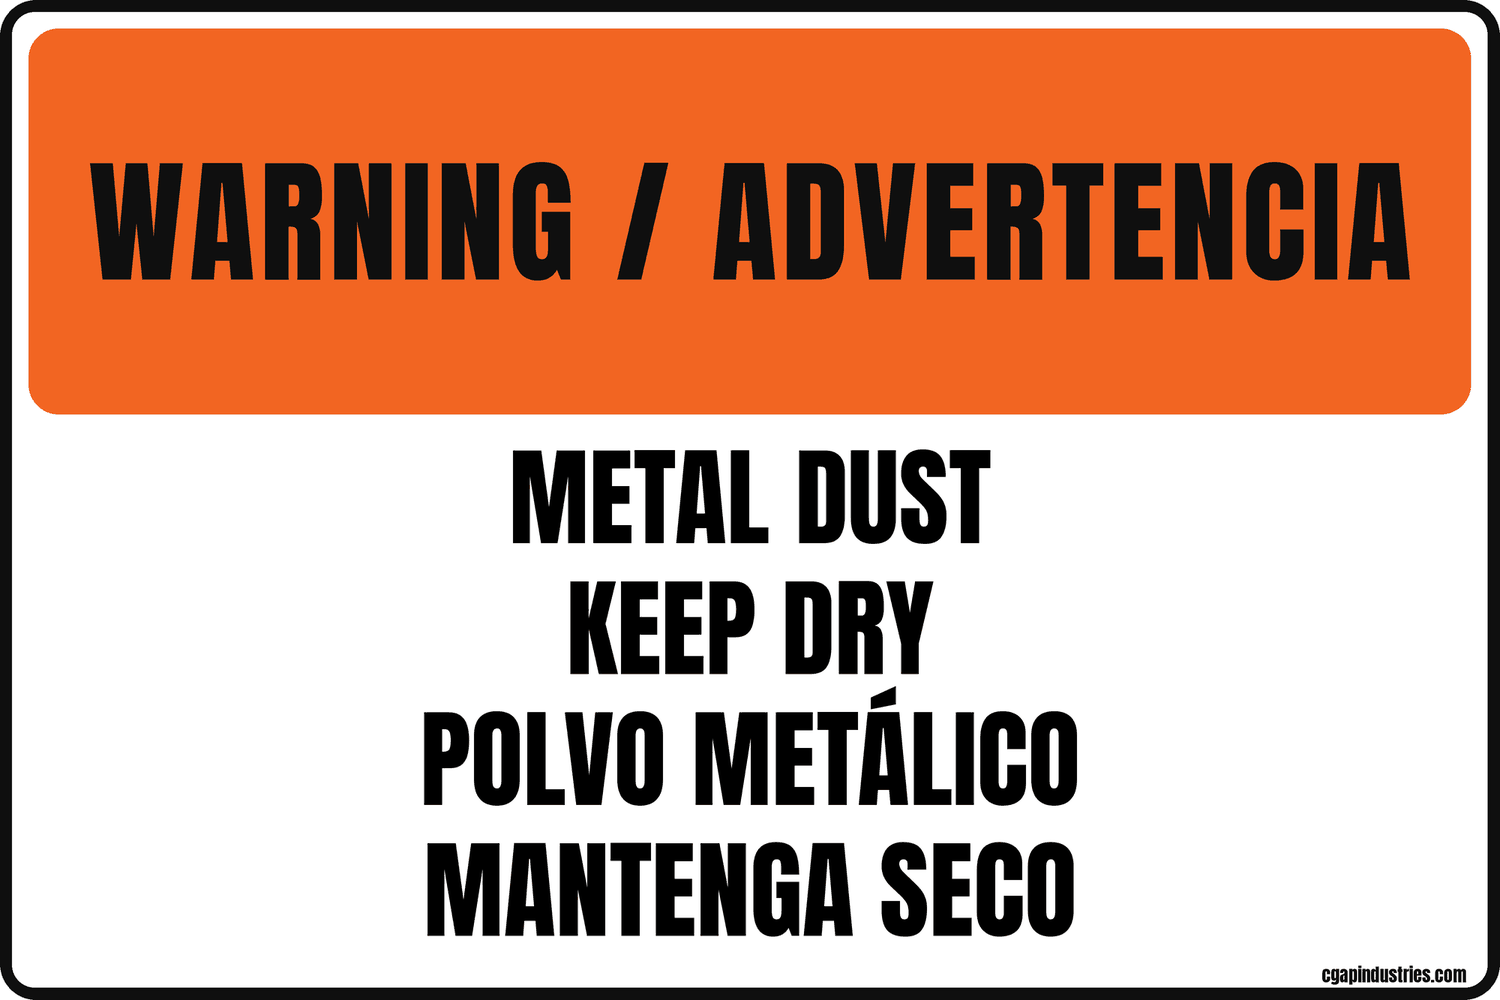 WARNING / ADVERTENCIA
METAL DUST
KEEP DRY
POLVO METÁLICO
MANTENGA SECO
cgapindustries.com